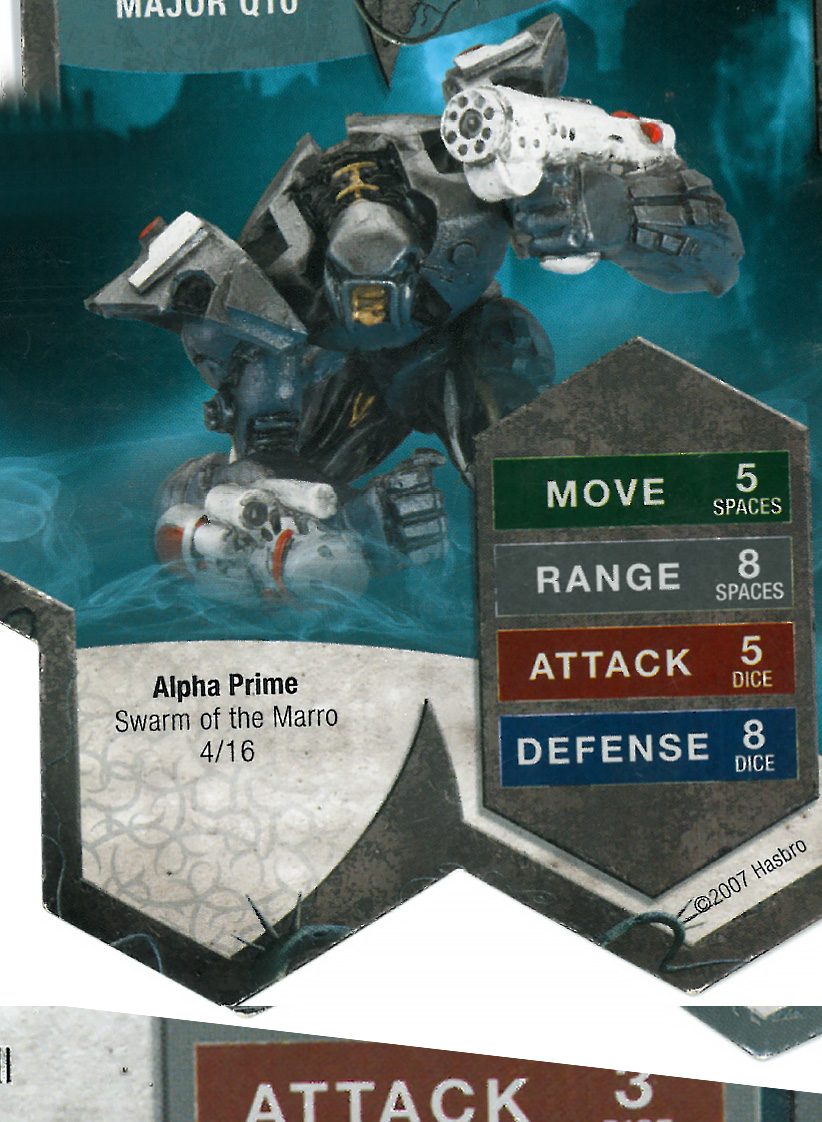 MAJOR Q10
MOVE 5
SPACES
RANGE 8
SPACES
ATTACK 5
DICE
DEFENSE 8
DICE
Alpha Prime
Swarm of the Marro
4/16
©2007 Hasbro
ATTACK 3